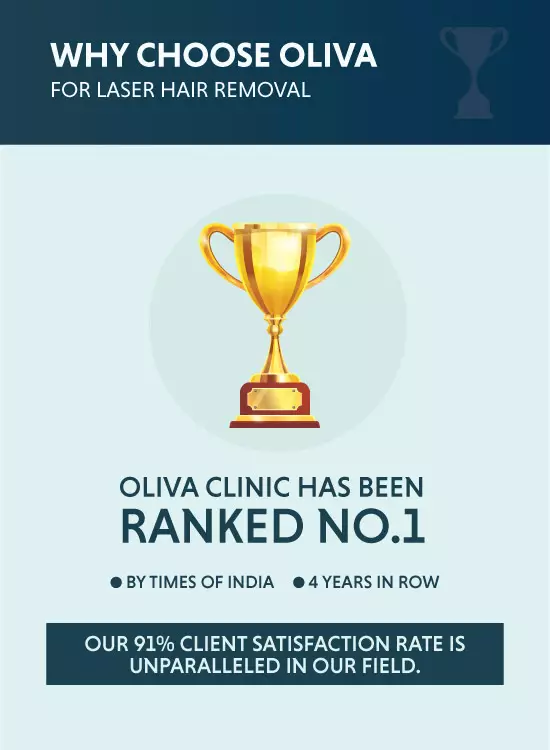 WHY CHOOSE OLIVA
FOR LASER HAIR REMOVAL
OLIVA CLINIC HAS BEEN
RANKED NO.1
● BY TIMES OF INDIA ● 4 YEARS IN ROW
OUR 91% CLIENT SATISFACTION RATE IS
UNPARALLELED IN OUR FIELD.